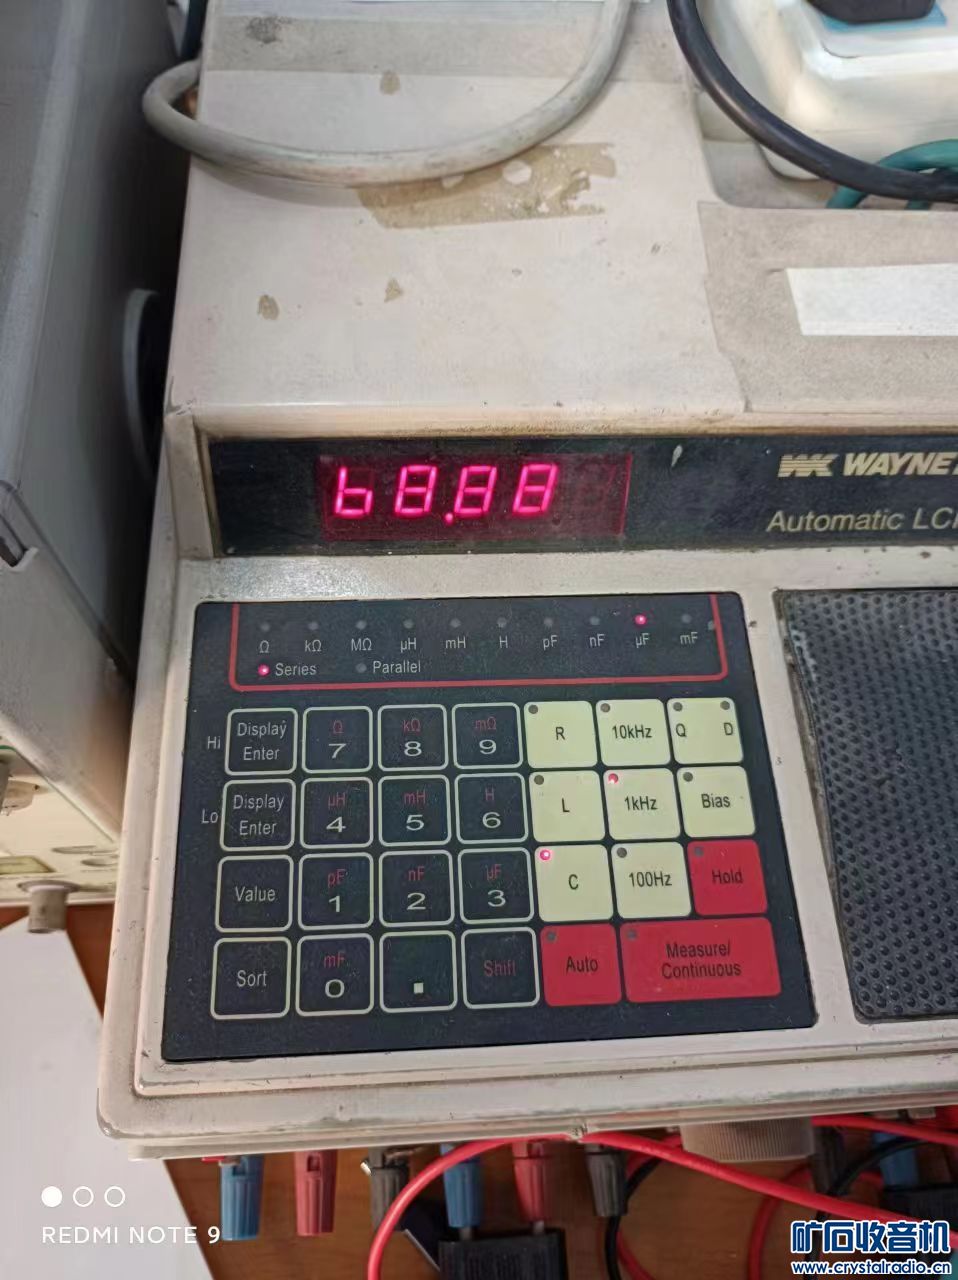 68.88
WK WAYNE
Automatic LC
Ω kΩ MΩ µH mH H pF nF µF mF
Series Parallel
Hi Display Enter Ω 7 kΩ 8 mΩ 9 R 10kHz Q D
Lo Display Enter µH 4 mH 5 H 6 L 1kHz Bias
Value pF 1 nF 2 µF 3 C 100Hz Hold
Sort mF 0 . Shift Auto Measure/ Continuous
REDMI NOTE 9
矿石收音机
www.crystalradio.cn